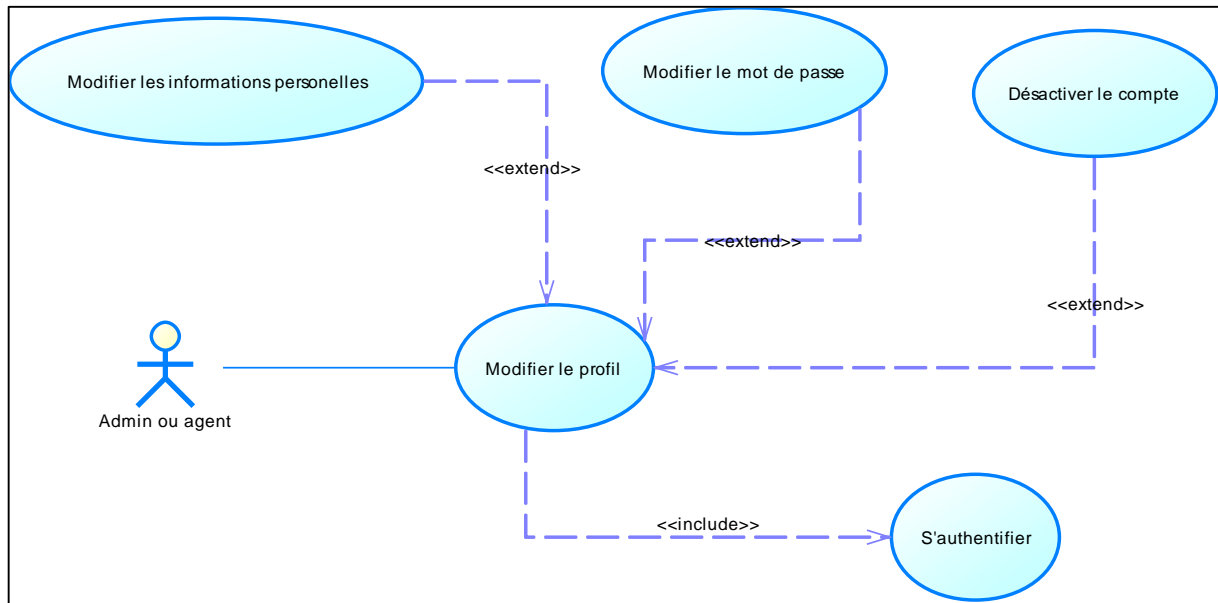 Modifier les informations personelles
Modifier le mot de passe
Désactiver le compte
<<extend>>
<<extend>>
<<extend>>
Modifier le profil
Admin ou agent
<<include>>
S'authentifier